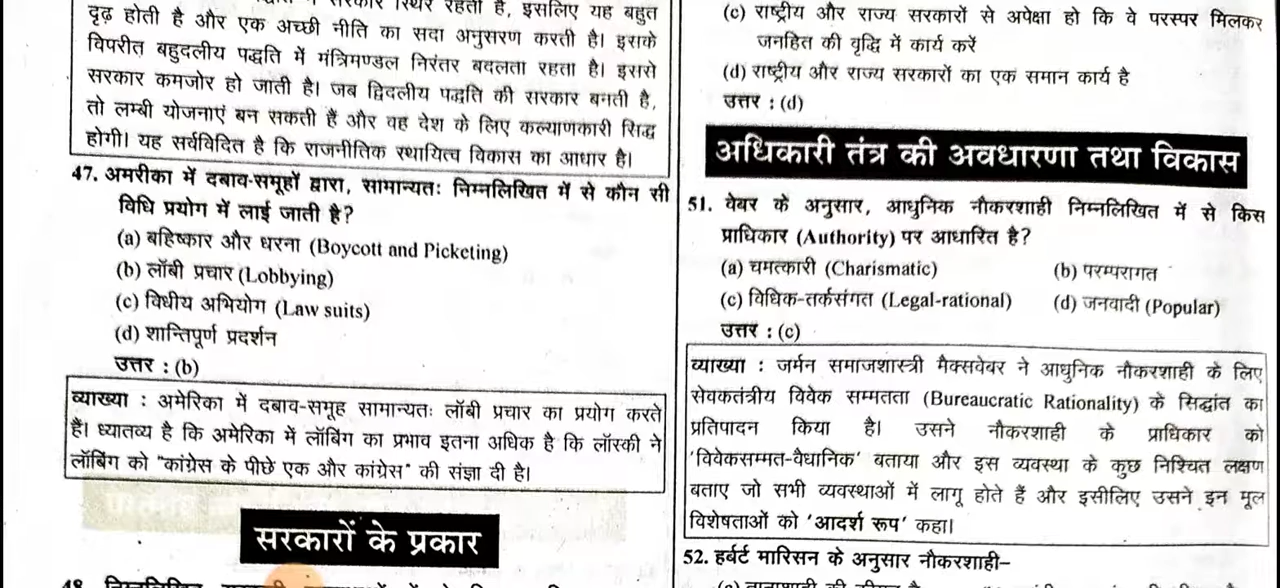 सरकार स्थिर रहती है, इसलिए यह बहुत
दृढ़ होती है और एक अच्छी नीति का सदा अनुसरण करती है। इसके
विपरीत बहुदलीय पद्धति में मंत्रिमण्डल निरंतर बदलता रहता है। इससे
सरकार कमजोर हो जाती है। जब द्विदलीय पद्धति की सरकार बनती है,
तो लम्बी योजनाएं बन सकती हैं और वह देश के लिए कल्याणकारी सिद्ध
होगी। यह सर्वविदित है कि राजनीतिक स्थायित्व विकास का आधार है।
47. अमरीका में दबाव-समूहों द्वारा, सामान्यतः निम्नलिखित में से कौन सी
विधि प्रयोग में लाई जाती है?
(a) बहिष्कार और धरना (Boycott and Picketing)
(b) लॉबी प्रचार (Lobbying)
(c) विधीय अभियोग (Law suits)
(d) शान्तिपूर्ण प्रदर्शन
उत्तर : (b)
व्याख्या : अमेरिका में दबाव-समूह सामान्यतः लॉबी प्रचार का प्रयोग करते
हैं। ध्यातव्य है कि अमेरिका में लॉबिंग का प्रभाव इतना अधिक है कि लॉस्की ने
लॉबिंग को "कांग्रेस के पीछे एक और कांग्रेस" की संज्ञा दी है।
सरकारों के प्रकार
48. निम्नलिखित
(c) राष्ट्रीय और राज्य सरकारों से अपेक्षा हो कि वे परस्पर मिलकर
जनहित की वृद्धि में कार्य करें
(d) राष्ट्रीय और राज्य सरकारों का एक समान कार्य है
उत्तर : (d)
अधिकारी तंत्र की अवधारणा तथा विकास
51. वेबर के अनुसार, आधुनिक नौकरशाही निम्नलिखित में से किस
प्राधिकार (Authority) पर आधारित है?
(a) चमत्कारी (Charismatic) (b) परम्परागत
(c) विधिक-तर्कसंगत (Legal-rational) (d) जनवादी (Popular)
उत्तर : (c)
व्याख्या : जर्मन समाजशास्त्री मैक्सवेबर ने आधुनिक नौकरशाही के लिए
सेवकतंत्रीय विवेक सम्मतता (Bureaucratic Rationality) के सिद्धांत का
प्रतिपादन किया है। उसने नौकरशाही के प्राधिकार को
'विवेकसम्मत-वैधानिक' बताया और इस व्यवस्था के कुछ निश्चित लक्षण
बताए जो सभी व्यवस्थाओं में लागू होते हैं और इसीलिए उसने इन मूल
विशेषताओं को 'आदर्श रूप' कहा।
52. हर्बर्ट मारिसन के अनुसार नौकरशाही–